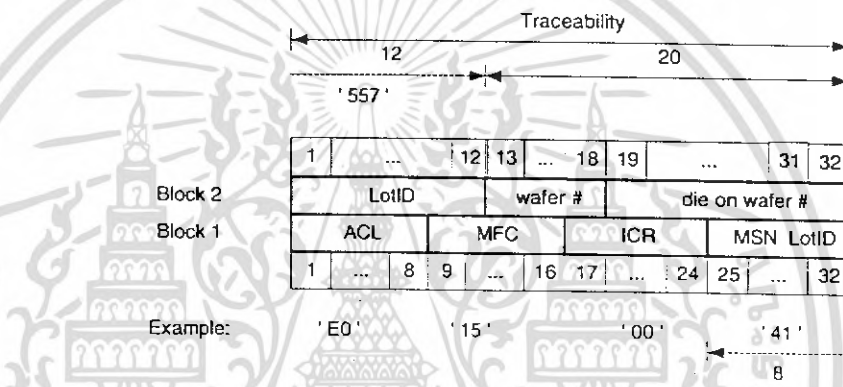 Traceability
12 20
' 557 '
1 ... 12 13 ... 18 19 ... 31 32
Block 2 LotID wafer # die on wafer #
Block 1 ACL MFC ICR MSN LotID
1 ... 8 9 ... 16 17 ... 24 25 ... 32
Example: ' E0 ' ' 15 ' ' 00 ' ' 41 '
8